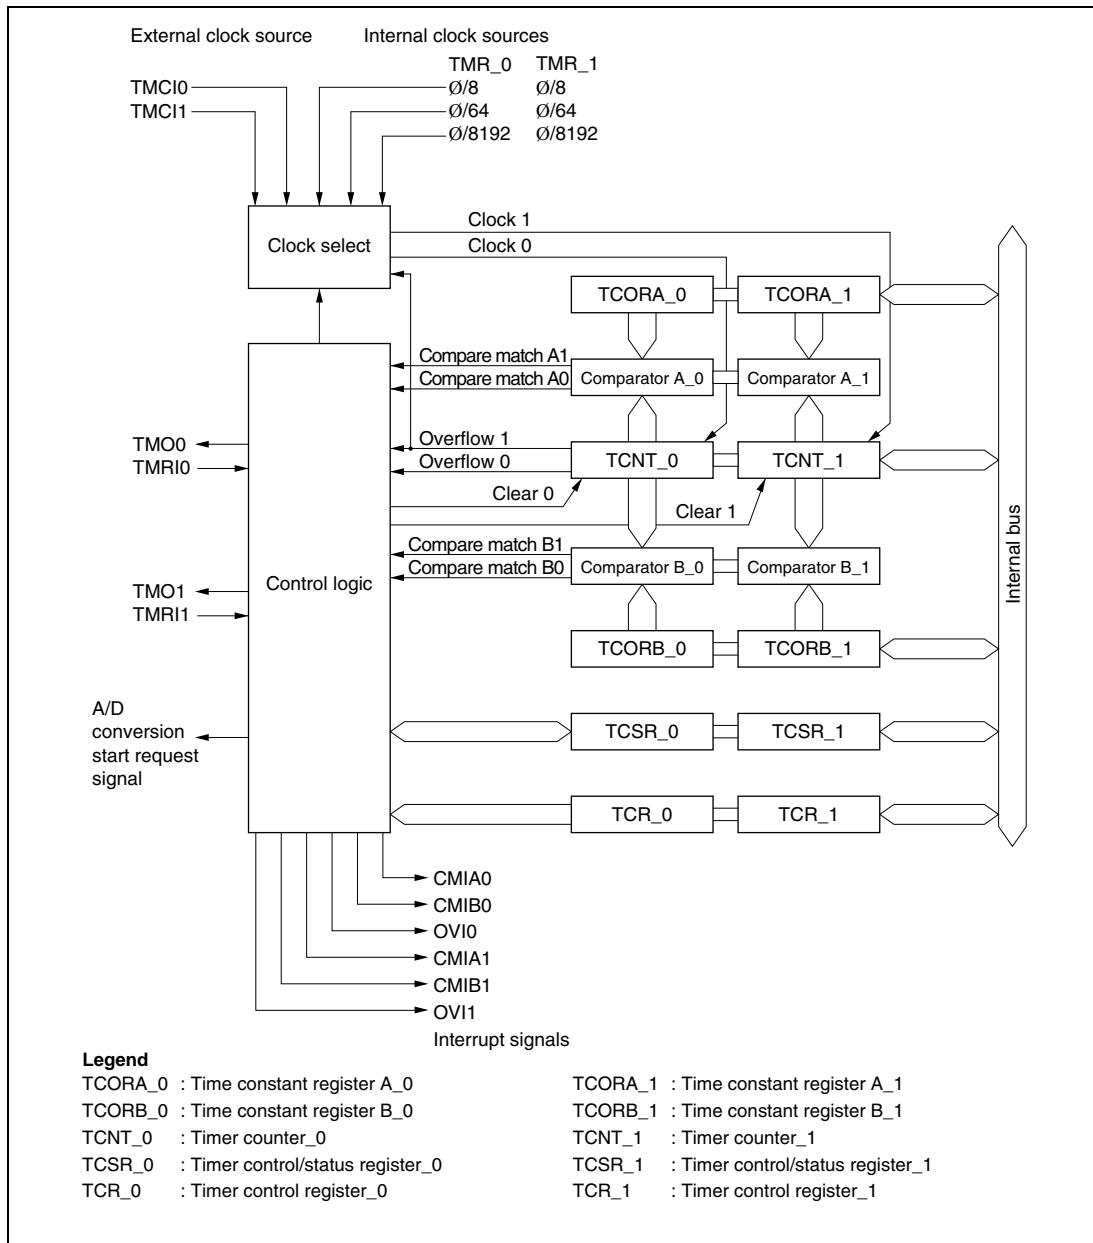 External clock source
Internal clock sources
TMR_0 TMR_1
TMCI0
Ø/8 Ø/8
TMCI1
Ø/64 Ø/64
Ø/8192 Ø/8192
Clock select
Clock 1
Clock 0
TCORA_0
TCORA_1
Compare match A1
Compare match A0
Comparator A_0
Comparator A_1
TMO0
TMRI0
Overflow 1
Overflow 0
TCNT_0
TCNT_1
Clear 0
Clear 1
Compare match B1
Compare match B0
Comparator B_0
Comparator B_1
Control logic
TMO1
TMRI1
Internal bus
TCORB_0
TCORB_1
A/D
conversion
start request
signal
TCSR_0
TCSR_1
TCR_0
TCR_1
CMIA0
CMIB0
OVI0
CMIA1
CMIB1
OVI1
Interrupt signals
Legend
TCORA_0 : Time constant register A_0
TCORB_0 : Time constant register B_0
TCNT_0 : Timer counter_0
TCSR_0 : Timer control/status register_0
TCR_0 : Timer control register_0
TCORA_1 : Time constant register A_1
TCORB_1 : Time constant register B_1
TCNT_1 : Timer counter_1
TCSR_1 : Timer control/status register_1
TCR_1 : Timer control register_1